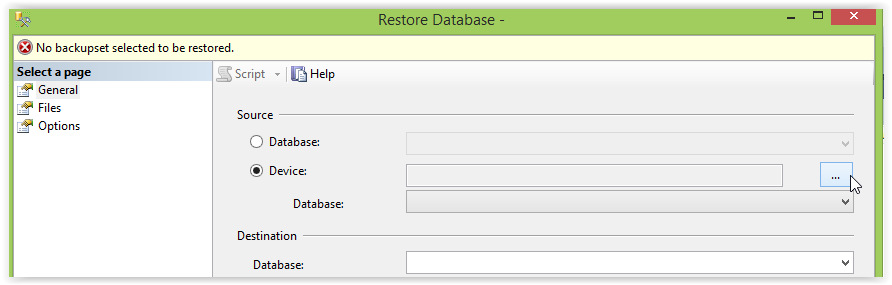 Restore Database -
No backupset selected to be restored.
Select a page
General
Files
Options
Script
Help
Source
Database:
Device:
...
Database:
Destination
Database: